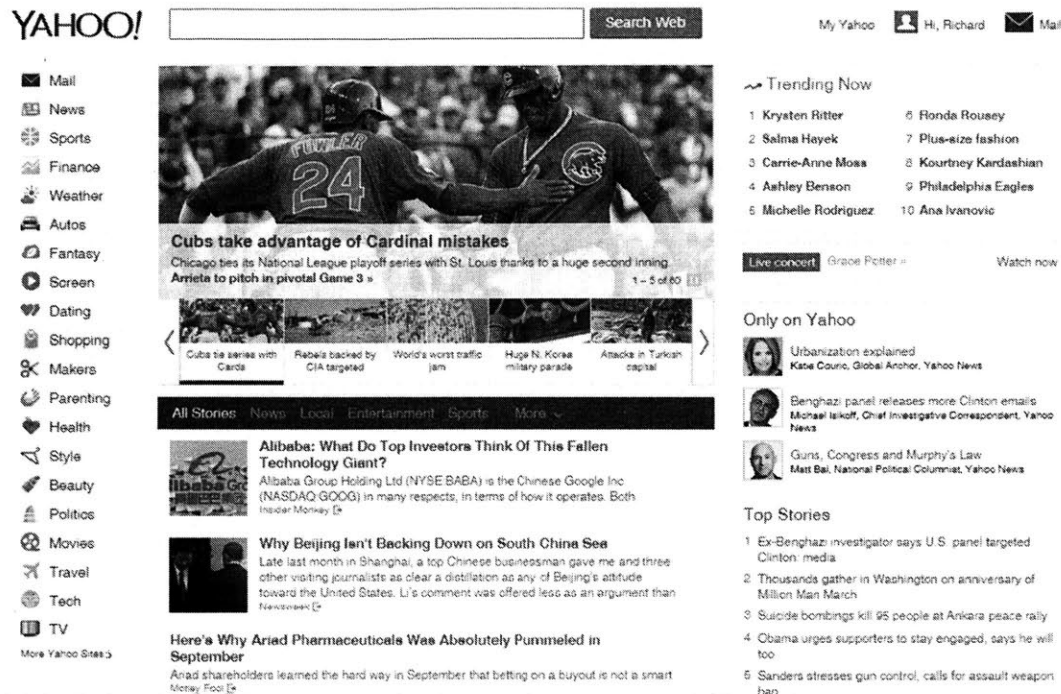 YAHOO!
Search Web
My Yahoo
Hi, Richard
Mail
Mail
News
Sports
Finance
Weather
Autos
Fantasy
Screen
Dating
Shopping
Makers
Parenting
Health
Style
Beauty
Politics
Movies
Travel
Tech
TV
More Yahoo Sites
FOWLER
24
Cubs take advantage of Cardinal mistakes
Chicago ties its National League playoff series with St. Louis thanks to a huge second inning.
Arrieta to pitch in pivotal Game 3 »
1 - 5 of 60
Cubs tie series with
Cards
Rebels backed by
CIA targeted
World's worst traffic
jam
Huge N. Korea
military parade
Attacks in Turkish
capital
All Stories News Local Entertainment Sports More
Alibaba: What Do Top Investors Think Of This Fallen
Technology Giant?
Alibaba Group Holding Ltd (NYSE:BABA) is the Chinese Google Inc
(NASDAQ:GOOG) in many respects, in terms of how it operates. Both
Insider Monkey
Why Beijing Isn't Backing Down on South China Sea
Late last month in Shanghai, a top Chinese businessman gave me and three
other visiting journalists as clear a distillation as any of Beijing's attitude
toward the United States. Li's comment was offered less as an argument than
Newsweek
Here's Why Ariad Pharmaceuticals Was Absolutely Pummeled in
September
Ariad shareholders learned the hard way in September that betting on a buyout is not a smart
Motley Fool
Trending Now
1 Krysten Ritter
2 Salma Hayek
3 Carrie-Anne Moss
4 Ashley Benson
5 Michelle Rodriguez
6 Ronda Rousey
7 Plus-size fashion
8 Kourtney Kardashian
9 Philadelphia Eagles
10 Ana Ivanovic
Live concert Grace Potter » Watch now
Only on Yahoo
Urbanization explained
Katie Couric, Global Anchor, Yahoo News
Benghazi panel releases more Clinton emails
Michael Isikoff, Chief Investigative Correspondent, Yahoo
News
Guns, Congress and Murphy's Law
Matt Bai, National Political Columnist, Yahoo News
Top Stories
1 Ex-Benghazi investigator says U.S. panel targeted
Clinton: media
2 Thousands gather in Washington on anniversary of
Million Man March
3 Suicide bombings kill 95 people at Ankara peace rally
4 Obama urges supporters to stay engaged, says he will
too
5 Sanders stresses gun control, calls for assault weapon
ban